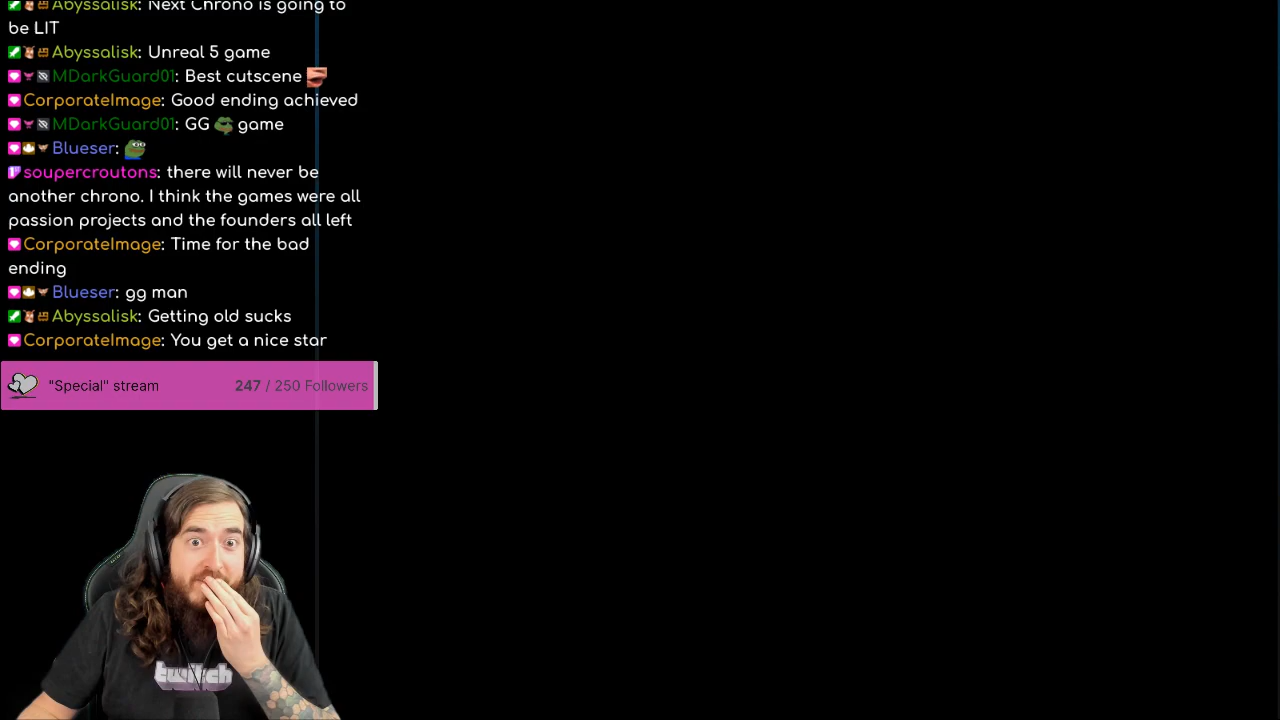 Abyssalisk: Next Chrono is going to
be LIT
Abyssalisk: Unreal 5 game
MDarkGuard01: Best cutscene
CorporateImage: Good ending achieved
MDarkGuard01: GG game
Blueser:
soupercroutons: there will never be
another chrono. I think the games were all
passion projects and the founders all left
CorporateImage: Time for the bad
ending
Blueser: gg man
Abyssalisk: Getting old sucks
CorporateImage: You get a nice star
"Special" stream 247 / 250 Followers
twitch